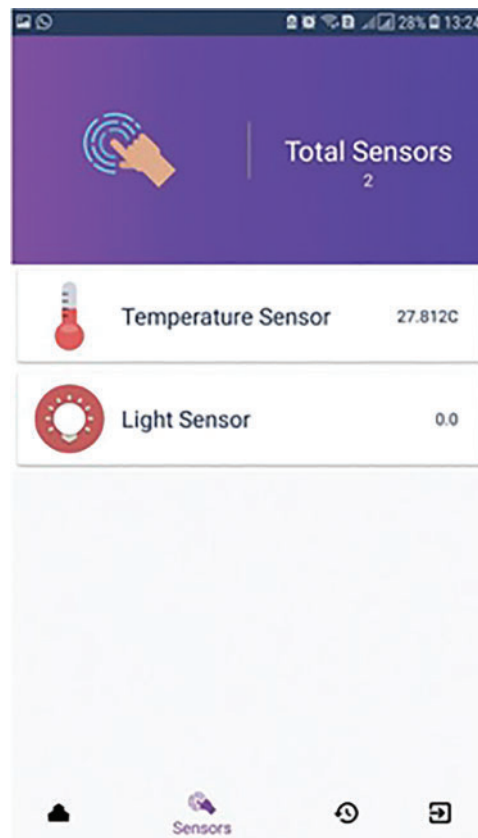 28% 13:24
Total Sensors
2
Temperature Sensor 27.812C
Light Sensor 0.0
Sensors